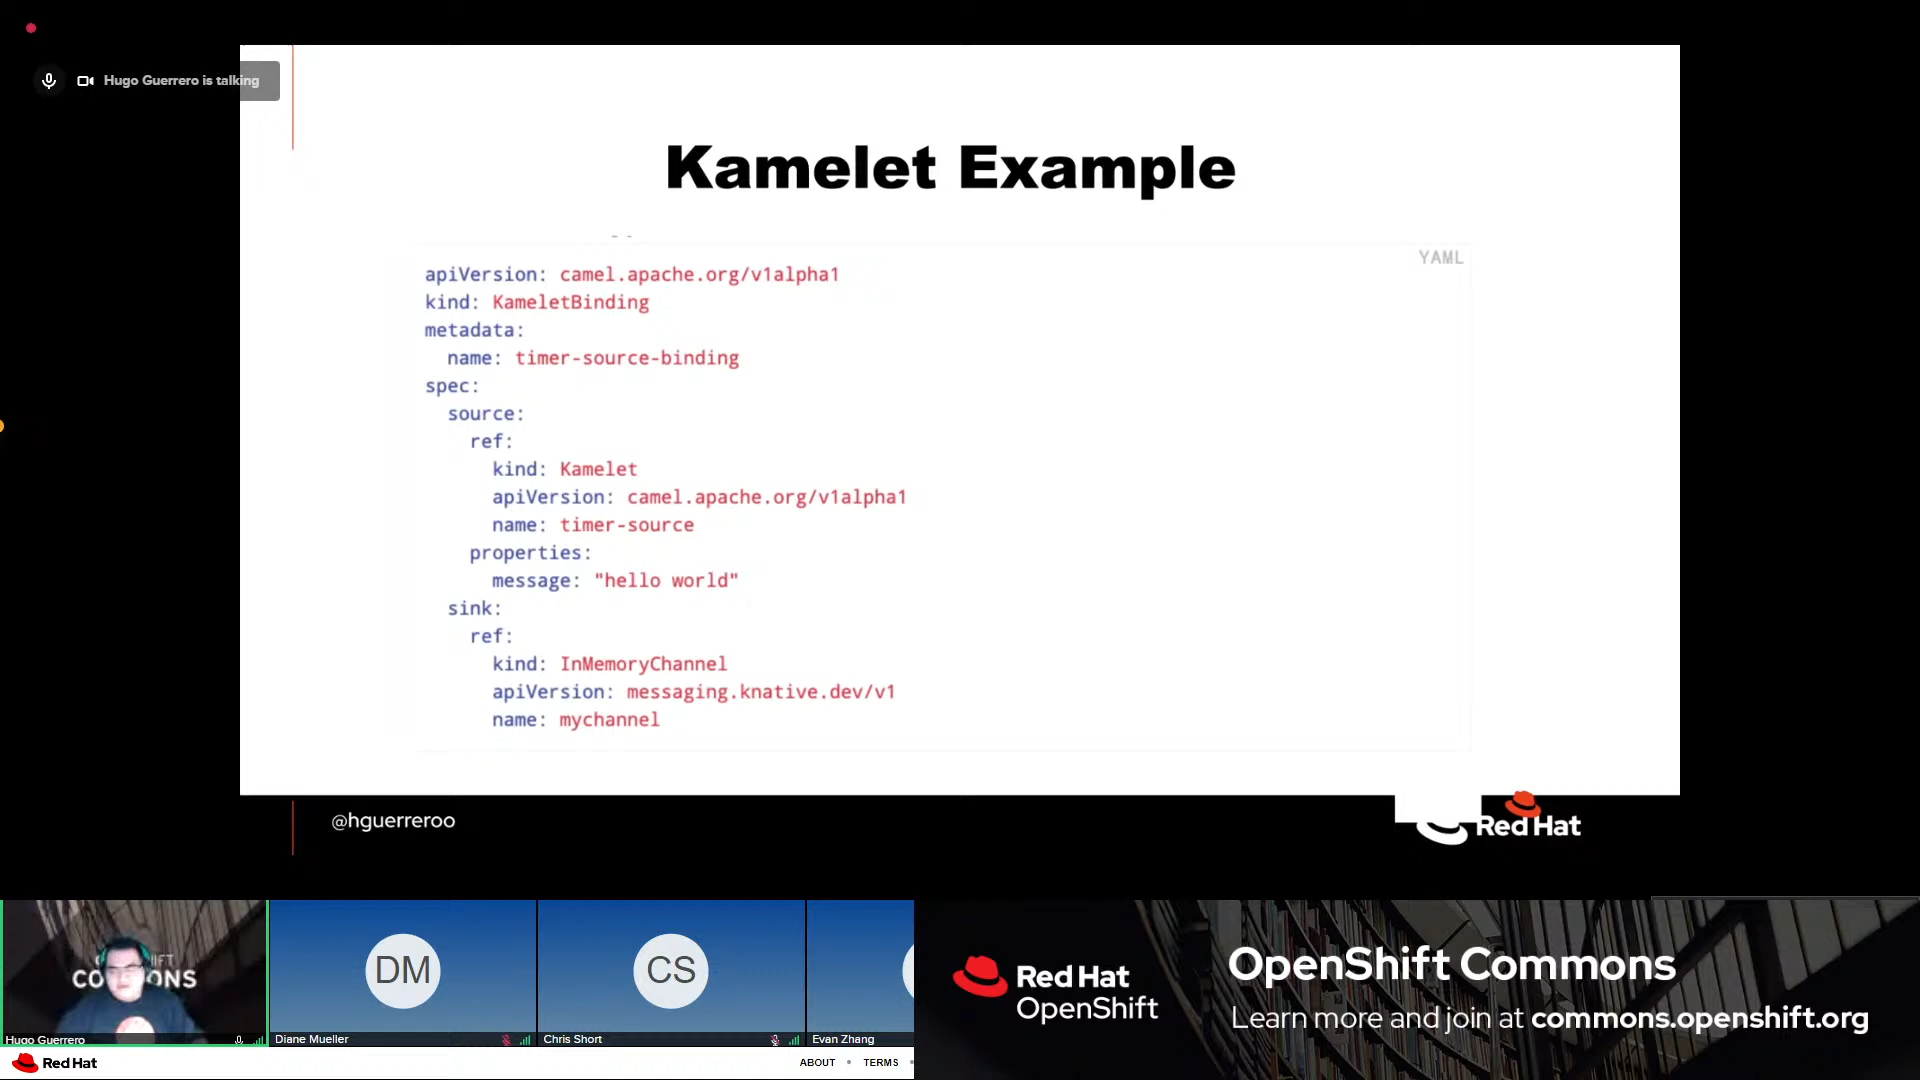 Hugo Guerrero is talking
Kamelet Example
YAML
apiVersion: camel.apache.org/v1alpha1
kind: KameletBinding
metadata:
  name: timer-source-binding
spec:
  source:
    ref:
      kind: Kamelet
      apiVersion: camel.apache.org/v1alpha1
      name: timer-source
    properties:
      message: "hello world"
  sink:
    ref:
      kind: InMemoryChannel
      apiVersion: messaging.knative.dev/v1
      name: mychannel
@hguerreroo
Red Hat
COMMONS
Hugo Guerrero
DM
Diane Mueller
CS
Chris Short
Evan Zhang
Red Hat
ABOUT • TERMS
Red Hat
OpenShift
OpenShift Commons
Learn more and join at commons.openshift.org